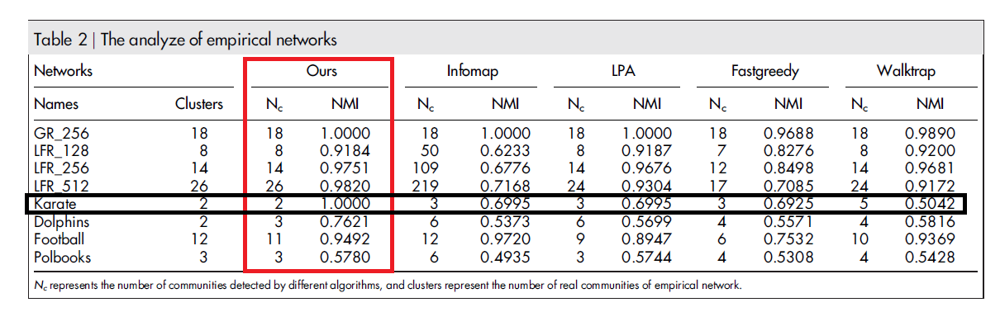 Table 2 | The analyze of empirical networks
Networks Ours Infomap LPA Fastgreedy Walktrap
Names Clusters Nc NMI Nc NMI Nc NMI Nc NMI Nc NMI
GR_256 18 18 1.0000 18 1.0000 18 1.0000 18 0.9688 18 0.9890
LFR_128 8 8 0.9184 50 0.6233 8 0.9187 7 0.8276 8 0.9200
LFR_256 14 14 0.9751 109 0.6776 14 0.9676 12 0.8498 14 0.9681
LFR_512 26 26 0.9820 219 0.7168 24 0.9304 17 0.7085 24 0.9172
Karate 2 2 1.0000 3 0.6995 3 0.6995 3 0.6925 5 0.5042
Dolphins 2 3 0.7621 6 0.5373 6 0.5699 4 0.5571 4 0.5816
Football 12 11 0.9492 12 0.9720 9 0.8947 6 0.7532 10 0.9369
Polbooks 3 3 0.5780 6 0.4935 3 0.5744 4 0.5308 4 0.5428
Nc represents the number of communities detected by different algorithms, and clusters represent the number of real communities of empirical network.